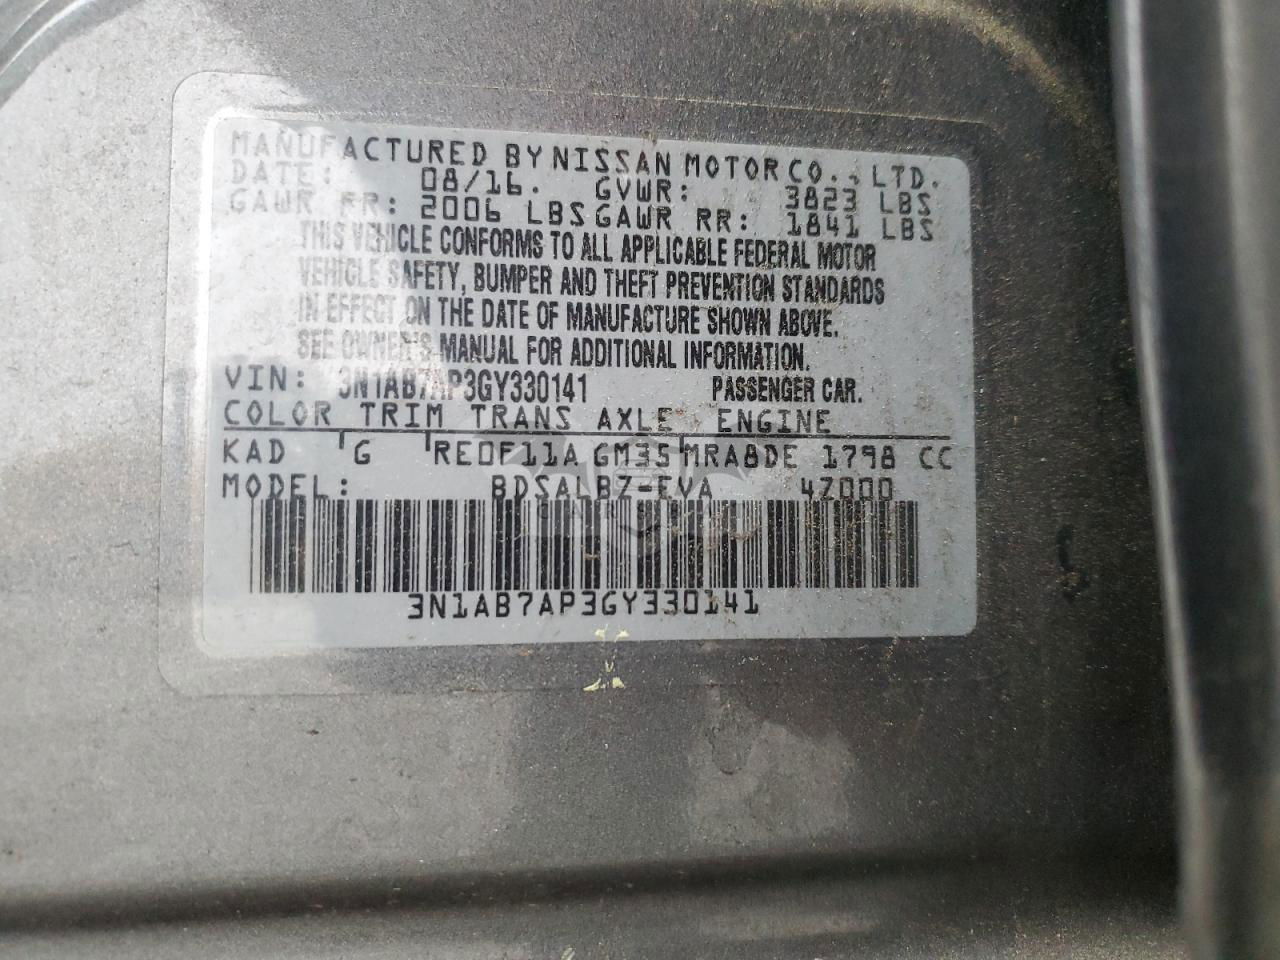 MANUFACTURED BY NISSAN MOTOR CO., LTD.
DATE: 08/16. GVWR: 3823 LBS
GAWR FR: 2006 LBS GAWR RR: 1841 LBS
THIS VEHICLE CONFORMS TO ALL APPLICABLE FEDERAL MOTOR
VEHICLE SAFETY, BUMPER AND THEFT PREVENTION STANDARDS
IN EFFECT ON THE DATE OF MANUFACTURE SHOWN ABOVE.
SEE OWNER'S MANUAL FOR ADDITIONAL INFORMATION.
VIN: 3N1AB7AP3GY330141 PASSENGER CAR.
COLOR TRIM TRANS AXLE ENGINE
KAD G RE0F11A GM35 MRA8DE 1798 CC
MODEL: BDSALBZ-EVA 4Z000
3N1AB7AP3GY330141